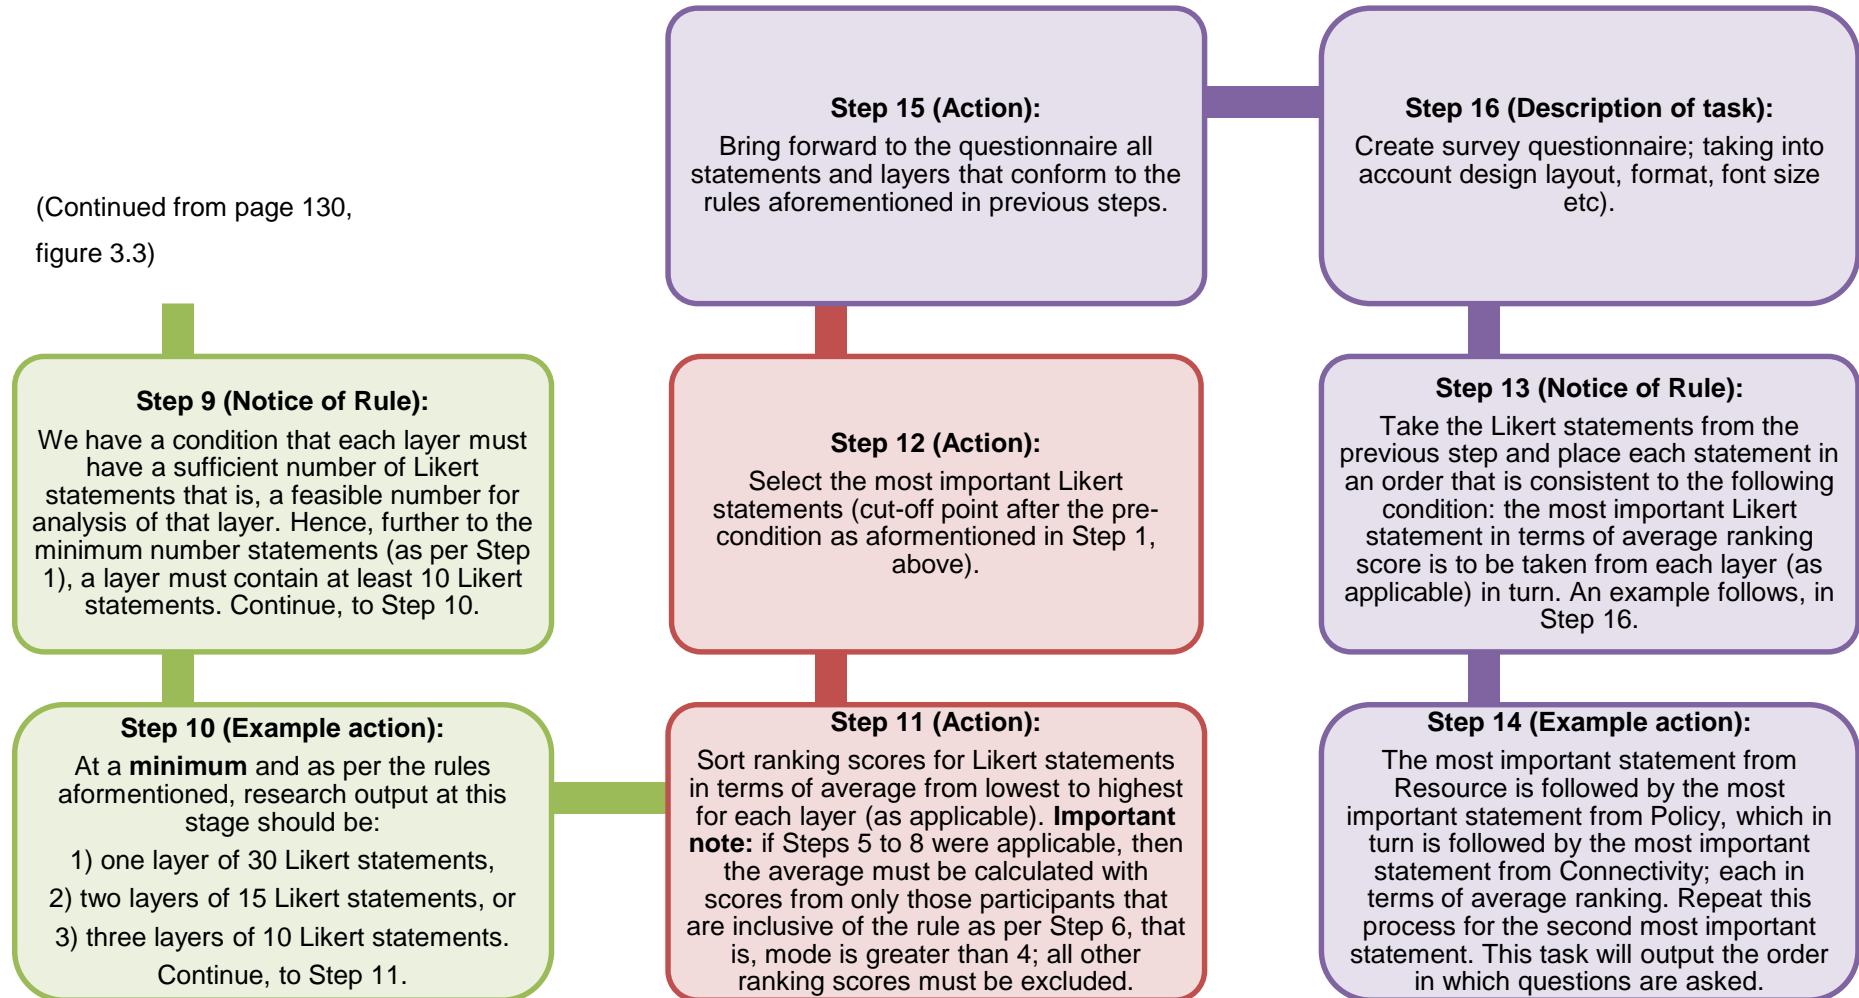 (Continued from page 130,
figure 3.3)
Step 9 (Notice of Rule):
We have a condition that each layer must
have a sufficient number of Likert
statements that is, a feasible number for
analysis of that layer. Hence, further to the
minimum number statements (as per Step
1), a layer must contain at least 10 Likert
statements. Continue, to Step 10.
Step 10 (Example action):
At a minimum and as per the rules
aformentioned, research output at this
stage should be:
1) one layer of 30 Likert statements,
2) two layers of 15 Likert statements, or
3) three layers of 10 Likert statements.
Continue, to Step 11.
Step 11 (Action):
Sort ranking scores for Likert statements
in terms of average from lowest to highest
for each layer (as applicable). Important
note: if Steps 5 to 8 were applicable, then
the average must be calculated with
scores from only those participants that
are inclusive of the rule as per Step 6, that
is, mode is greater than 4; all other
ranking scores must be excluded.
Step 12 (Action):
Select the most important Likert
statements (cut-off point after the pre-
condition as aformentioned in Step 1,
above).
Step 15 (Action):
Bring forward to the questionnaire all
statements and layers that conform to the
rules aforementioned in previous steps.
Step 16 (Description of task):
Create survey questionnaire; taking into
account design layout, format, font size
etc).
Step 13 (Notice of Rule):
Take the Likert statements from the
previous step and place each statement in
an order that is consistent to the following
condition: the most important Likert
statement in terms of average ranking
score is to be taken from each layer (as
applicable) in turn. An example follows, in
Step 16.
Step 14 (Example action):
The most important statement from
Resource is followed by the most
important statement from Policy, which in
turn is followed by the most important
statement from Connectivity; each in
terms of average ranking. Repeat this
process for the second most important
statement. This task will output the order
in which questions are asked.